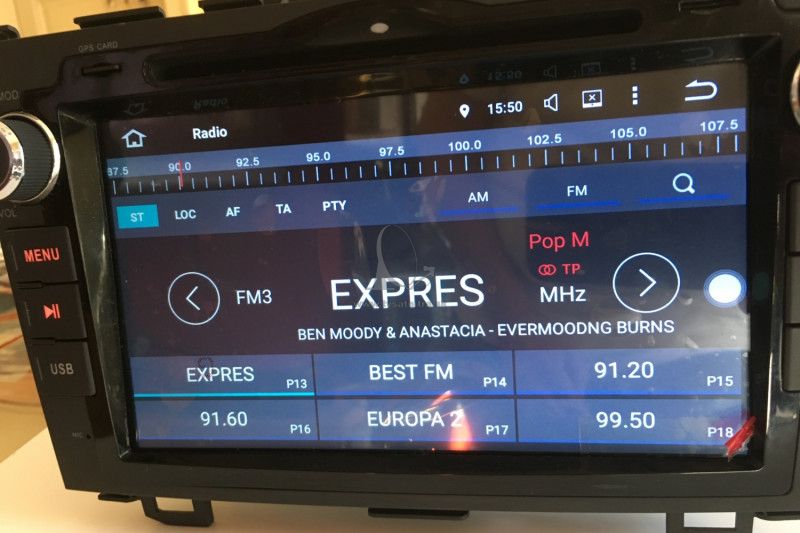 GPS CARD
MOD
VOL
MENU
USB
MIC
Radio
15:50
87.5 90.0 92.5 95.0 97.5 100.0 102.5 105.0 107.5
ST LOC AF TA PTY AM FM
Pop M
TP
FM3 EXPRES MHz
BEN MOODY & ANASTACIA - EVERMOODNG BURNS
EXPRES P13 BEST FM P14 91.20 P15
91.60 P16 EUROPA 2 P17 99.50 P18